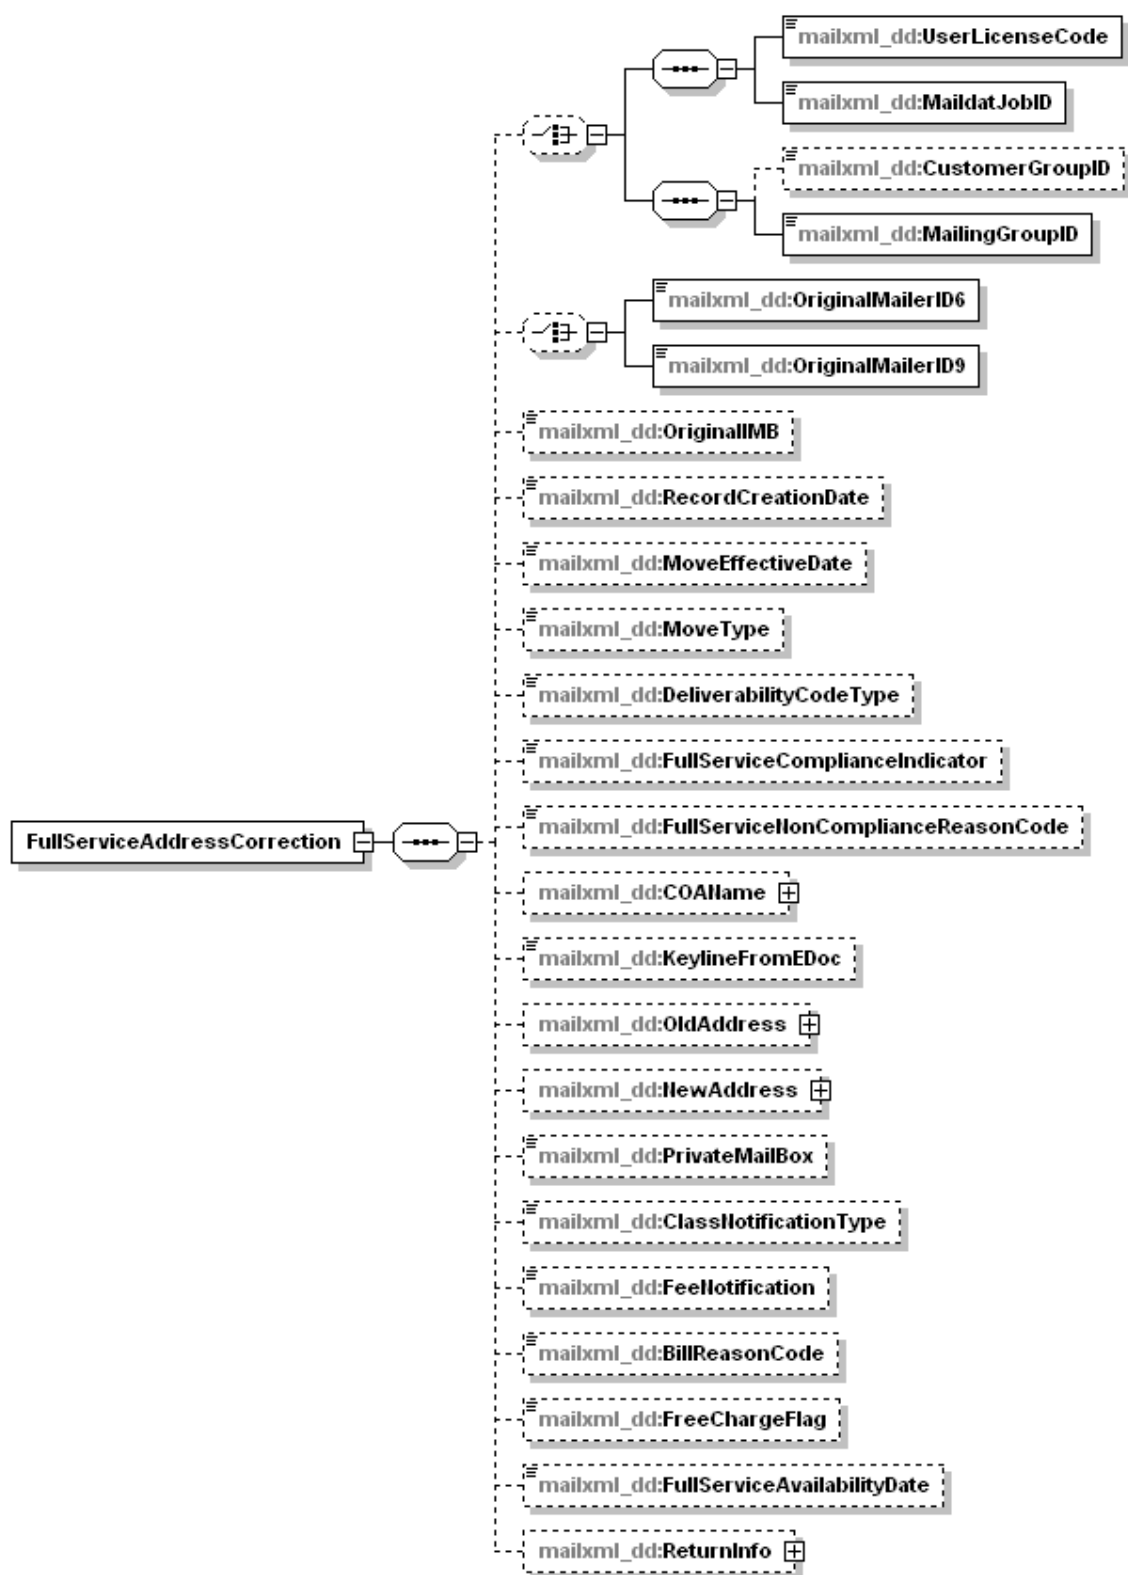 mailxml_dd:UserLicenseCode
mailxml_dd:MaildatJobID
mailxml_dd:CustomerGroupID
mailxml_dd:MailingGroupID
mailxml_dd:OriginalMailerID6
mailxml_dd:OriginalMailerID9
mailxml_dd:OriginalIMB
mailxml_dd:RecordCreationDate
mailxml_dd:MoveEffectiveDate
mailxml_dd:MoveType
mailxml_dd:DeliverabilityCodeType
mailxml_dd:FullServiceComplianceIndicator
mailxml_dd:FullServiceNonComplianceReasonCode
FullServiceAddressCorrection
mailxml_dd:COAName
mailxml_dd:KeylineFromEDoc
mailxml_dd:OldAddress
mailxml_dd:NewAddress
mailxml_dd:PrivateMailBox
mailxml_dd:ClassNotificationType
mailxml_dd:FeeNotification
mailxml_dd:BillReasonCode
mailxml_dd:FreeChargeFlag
mailxml_dd:FullServiceAvailabilityDate
mailxml_dd:ReturnInfo